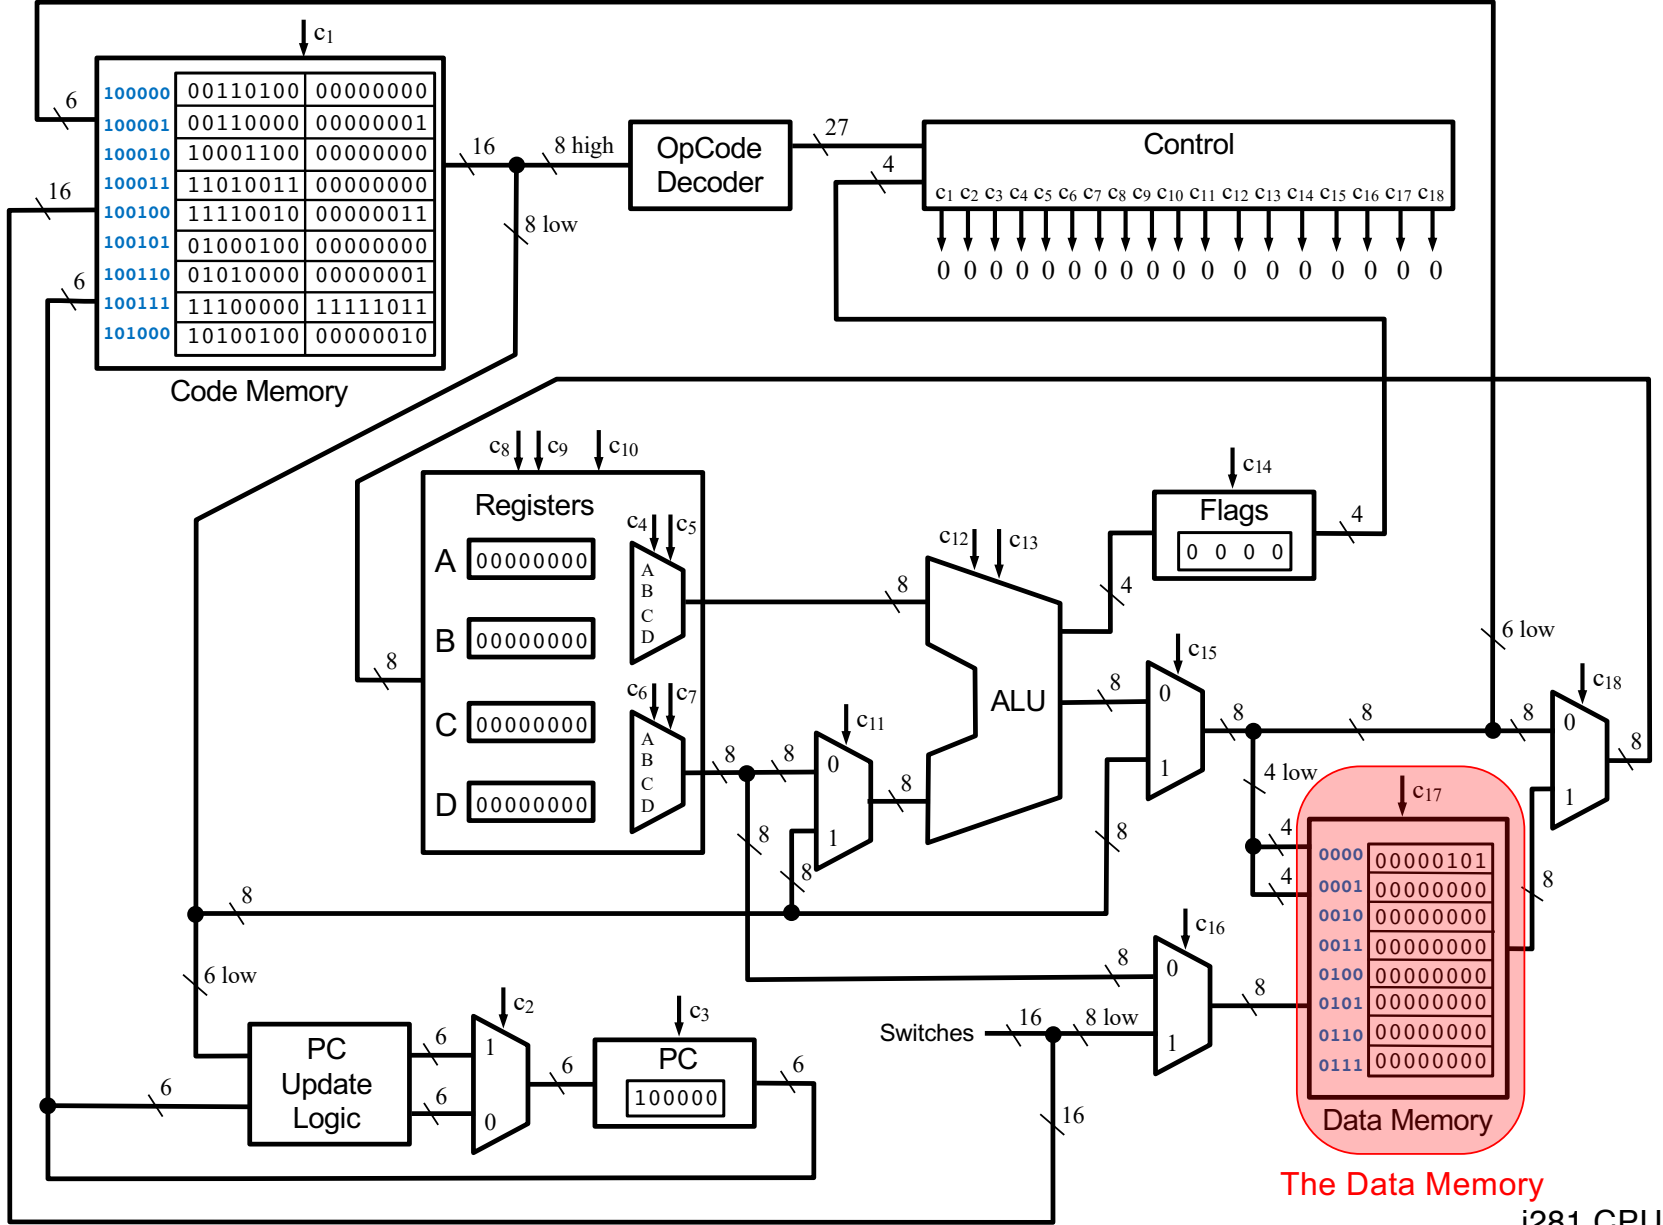 c1
100000 00110100 00000000
100001 00110000 00000001
100010 10001100 00000000
100011 11010011 00000000
100100 11110010 00000011
100101 01000100 00000000
100110 01010000 00000001
100111 11100000 11111011
101000 10100100 00000010
Code Memory
6
16
6
16
8 high
8 low
OpCode
Decoder
27
4
Control
c1 c2 c3 c4 c5 c6 c7 c8 c9 c10 c11 c12 c13 c14 c15 c16 c17 c18
0 0 0 0 0 0 0 0 0 0 0 0 0 0 0 0 0 0
c8 c9 c10
Registers
A 00000000
B 00000000
C 00000000
D 00000000
c4 c5
A
B
C
D
c6 c7
A
B
C
D
8
8
8
8
8
8
c11
0
1
8
8
c12 c13
ALU
4
8
c14
Flags
0 0 0 0
4
c15
0
1
8
8
8
6 low
8
c18
0
1
8
4 low
4
4
c17
0000 00000101
0001 00000000
0010 00000000
0011 00000000
0100 00000000
0101 00000000
0110 00000000
0111 00000000
Data Memory
8
The Data Memory
c16
0
1
8
8
Switches
16
8 low
16
8
6 low
PC
Update
Logic
6
6
6
c2
1
0
6
c3
PC
100000
6
i281 CPU